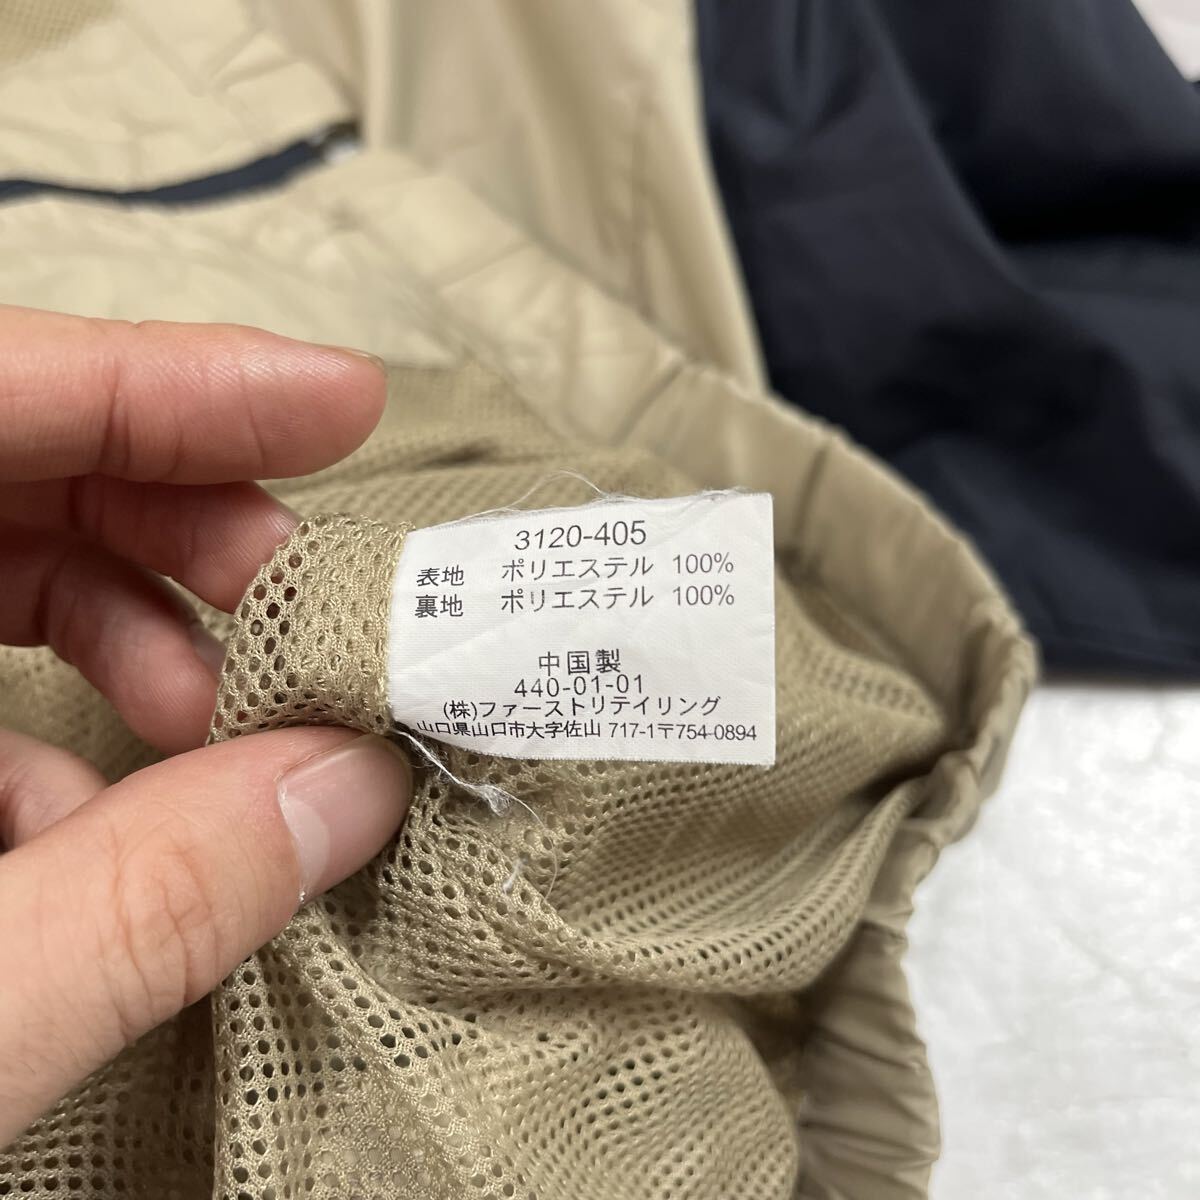 3120-405
表地 ポリエステル 100%
裏地 ポリエステル 100%
中国製
440-01-01
(株)ファーストリテイリング
山口県山口市大字佐山 717-1〒754-0894